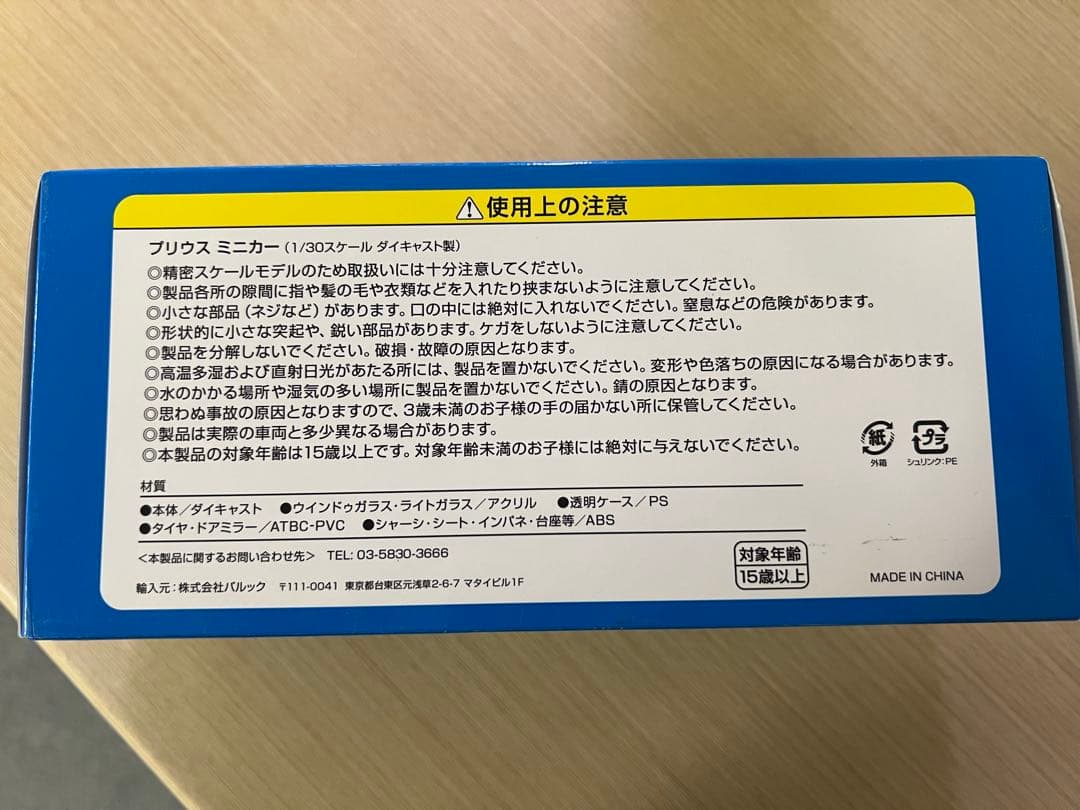 ⚠使用上の注意
プリウス ミニカー（1/30スケール ダイキャスト製）
◎精密スケールモデルのため取扱いには十分注意してください。
◎製品各所の隙間に指や髪の毛や衣類などを入れたり挟まないように注意してください。
◎小さな部品（ネジなど）があります。口の中には絶対に入れないでください。窒息などの危険があります。
◎形状的に小さな突起や、鋭い部品があります。ケガをしないように注意してください。
◎製品を分解しないでください。破損・故障の原因となります。
◎高温多湿および直射日光があたる所には、製品を置かないでください。変形や色落ちの原因になる場合があります。
◎水のかかる場所や湿気の多い場所に製品を置かないでください。錆の原因となります。
◎思わぬ事故の原因となりますので、3歳未満のお子様の手の届かない所に保管してください。
◎製品は実際の車両と多少異なる場合があります。
◎本製品の対象年齢は15歳以上です。対象年齢未満のお子様には絶対に与えないでください。
紙
外箱
プラ
シュリンク：PE
材質
●本体／ダイキャスト ●ウインドゥガラス・ライトガラス／アクリル ●透明ケース／PS
●タイヤ・ドアミラー／ATBC-PVC ●シャーシ・シート・インパネ・台座等／ABS
＜本製品に関するお問い合わせ先＞ TEL: 03-5830-3666
輸入元：株式会社バルック 〒111-0041 東京都台東区元浅草2-6-7 マタイビル1F
対象年齢
15歳以上
MADE IN CHINA